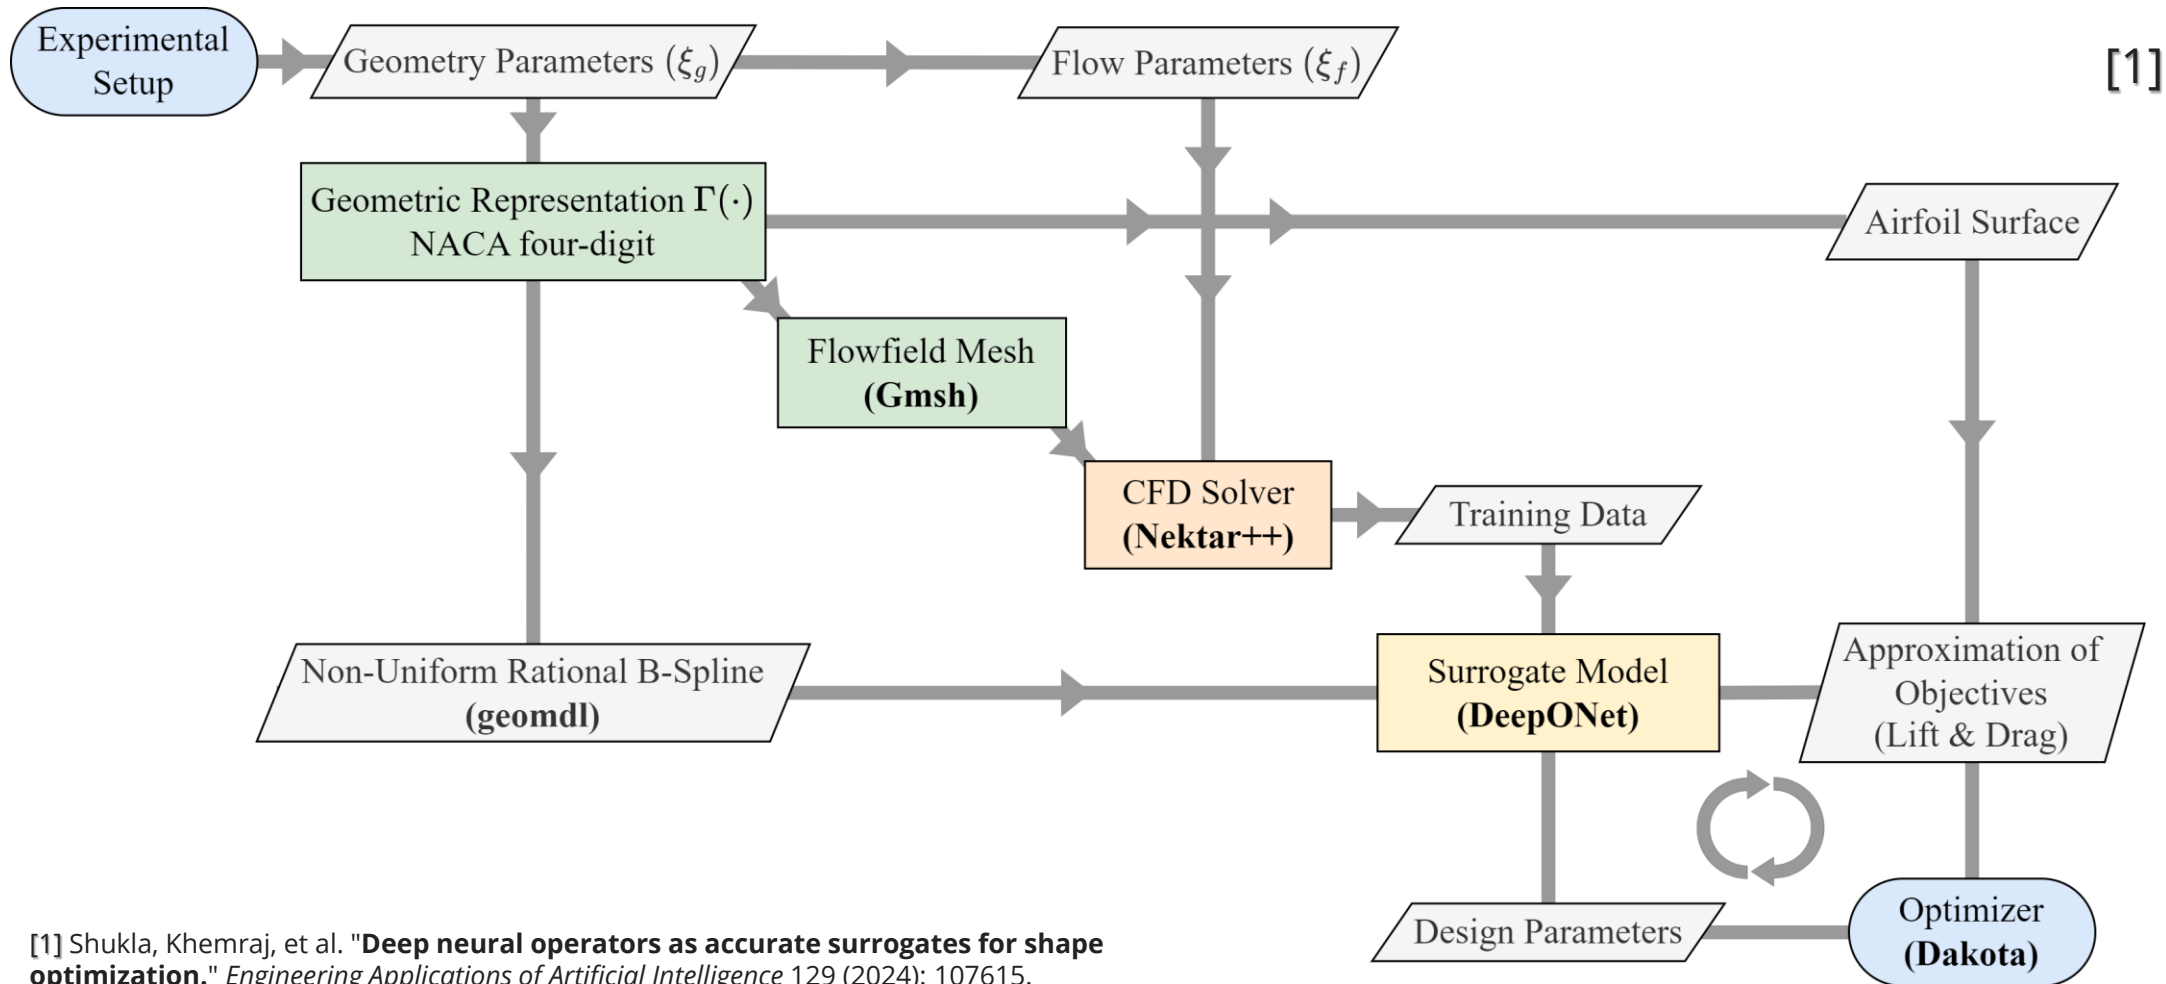 Experimental
Setup
Geometry Parameters (ξg)
Flow Parameters (ξf)
[1]
Geometric Representation Γ(·)
NACA four-digit
Airfoil Surface
Flowfield Mesh
(Gmsh)
CFD Solver
(Nektar++)
Training Data
Non-Uniform Rational B-Spline
(geomdl)
Surrogate Model
(DeepONet)
Approximation of
Objectives
(Lift & Drag)
Design Parameters
Optimizer
(Dakota)
[1] Shukla, Khemraj, et al. "Deep neural operators as accurate surrogates for shape
optimization." Engineering Applications of Artificial Intelligence 129 (2024): 107615.